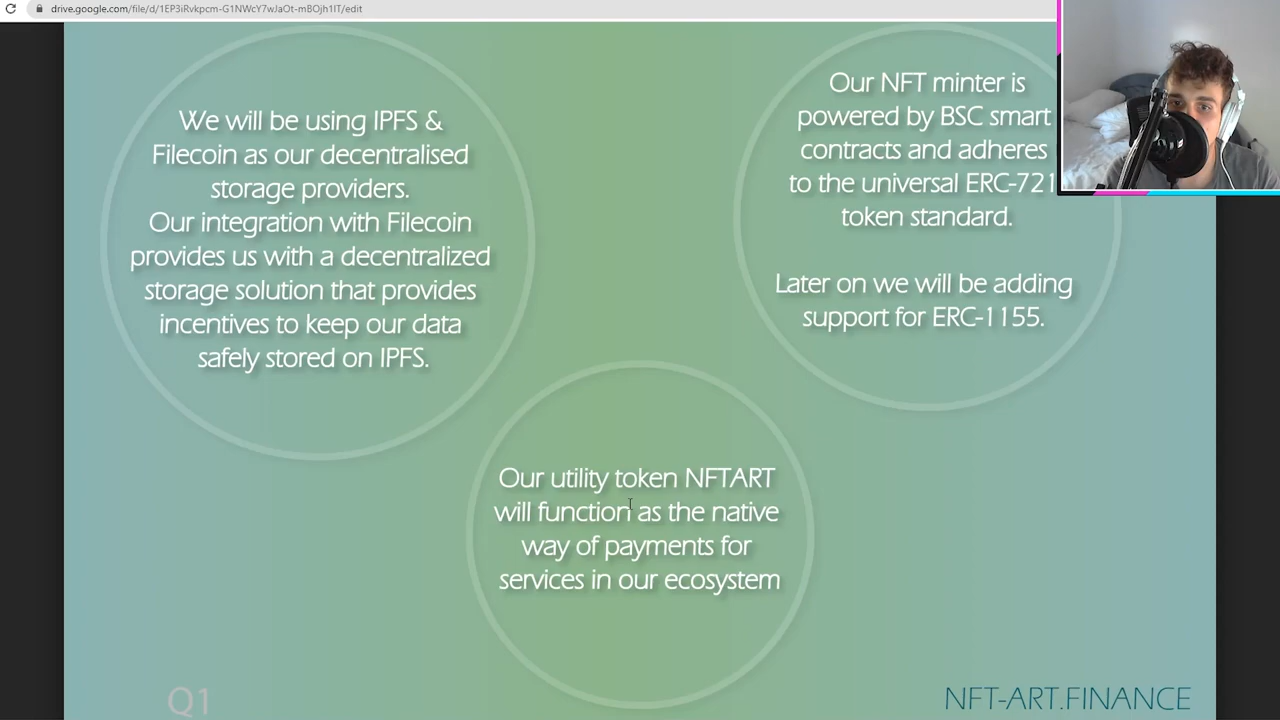 drive.google.com/file/d/1EP3iRvkpcm-G1NWcY7wJaOt-mBOjh1IT/edit
We will be using IPFS &
Filecoin as our decentralised
storage providers.
Our integration with Filecoin
provides us with a decentralized
storage solution that provides
incentives to keep our data
safely stored on IPFS.
Our NFT minter is
powered by BSC smart
contracts and adheres
to the universal ERC-721
token standard.
Later on we will be adding
support for ERC-1155.
Our utility token NFTART
will function as the native
way of payments for
services in our ecosystem
Q1
NFT-ART.FINANCE